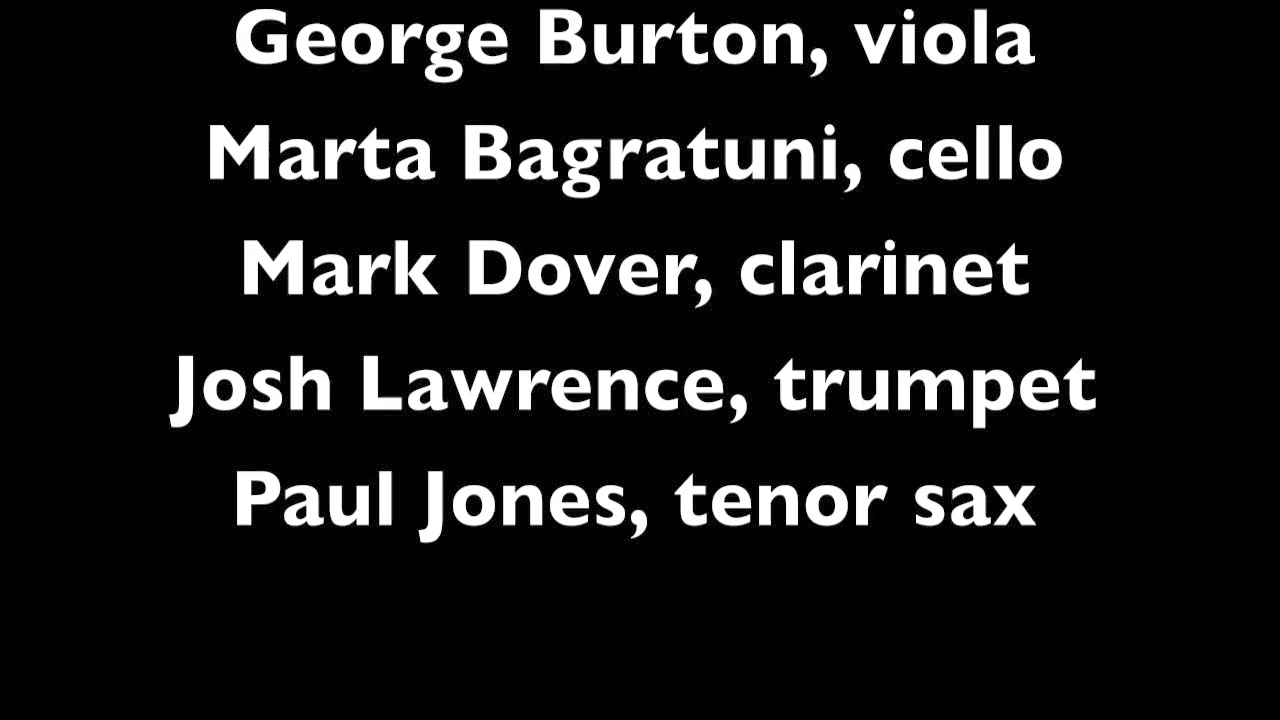 George Burton, viola
Marta Bagratuni, cello
Mark Dover, clarinet
Josh Lawrence, trumpet
Paul Jones, tenor sax